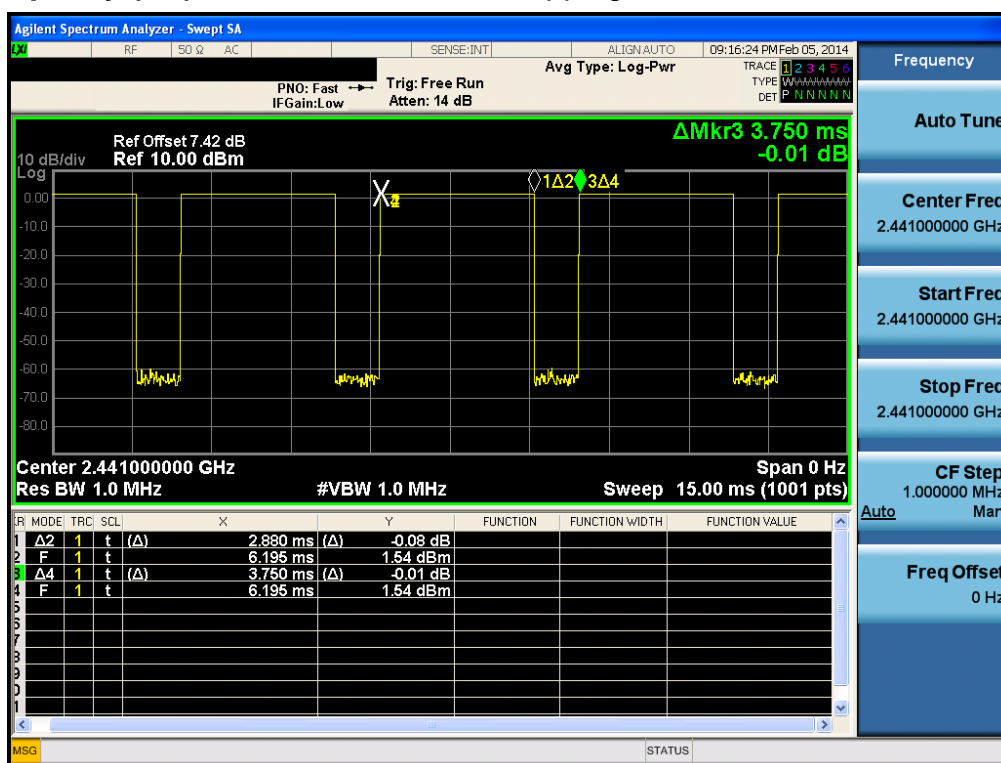 Agilent Spectrum Analyzer - Swept SA
LXI RF 50 Ω AC SENSE:INT ALIGN AUTO 09:16:24 PM Feb 05, 2014
Avg Type: Log-Pwr
TRACE 1 2 3 4 5 6
TYPE W
DET P N N N N N
PNO: Fast
IFGain:Low
Trig: Free Run
Atten: 14 dB
ΔMkr3 3.750 ms
-0.01 dB
Ref Offset 7.42 dB
Ref 10.00 dBm
10 dB/div
Log
0.00
-10.0
-20.0
-30.0
-40.0
-50.0
-60.0
-70.0
-80.0
1Δ2 3Δ4
Center 2.441000000 GHz
Span 0 Hz
Res BW 1.0 MHz
#VBW 1.0 MHz
Sweep 15.00 ms (1001 pts)
MODE TRC SCL X Y FUNCTION FUNCTION WIDTH FUNCTION VALUE
1 Δ2 1 t (Δ) 2.880 ms (Δ) -0.08 dB
2 F 1 t 6.195 ms 1.54 dBm
3 Δ4 1 t (Δ) 3.750 ms (Δ) -0.01 dB
4 F 1 t 6.195 ms 1.54 dBm
5
6
7
8
9
MSG
STATUS
Frequency
Auto Tune
Center Freq
2.441000000 GHz
Start Freq
2.441000000 GHz
Stop Freq
2.441000000 GHz
CF Step
1.000000 MHz
Auto Man
Freq Offset
0 Hz